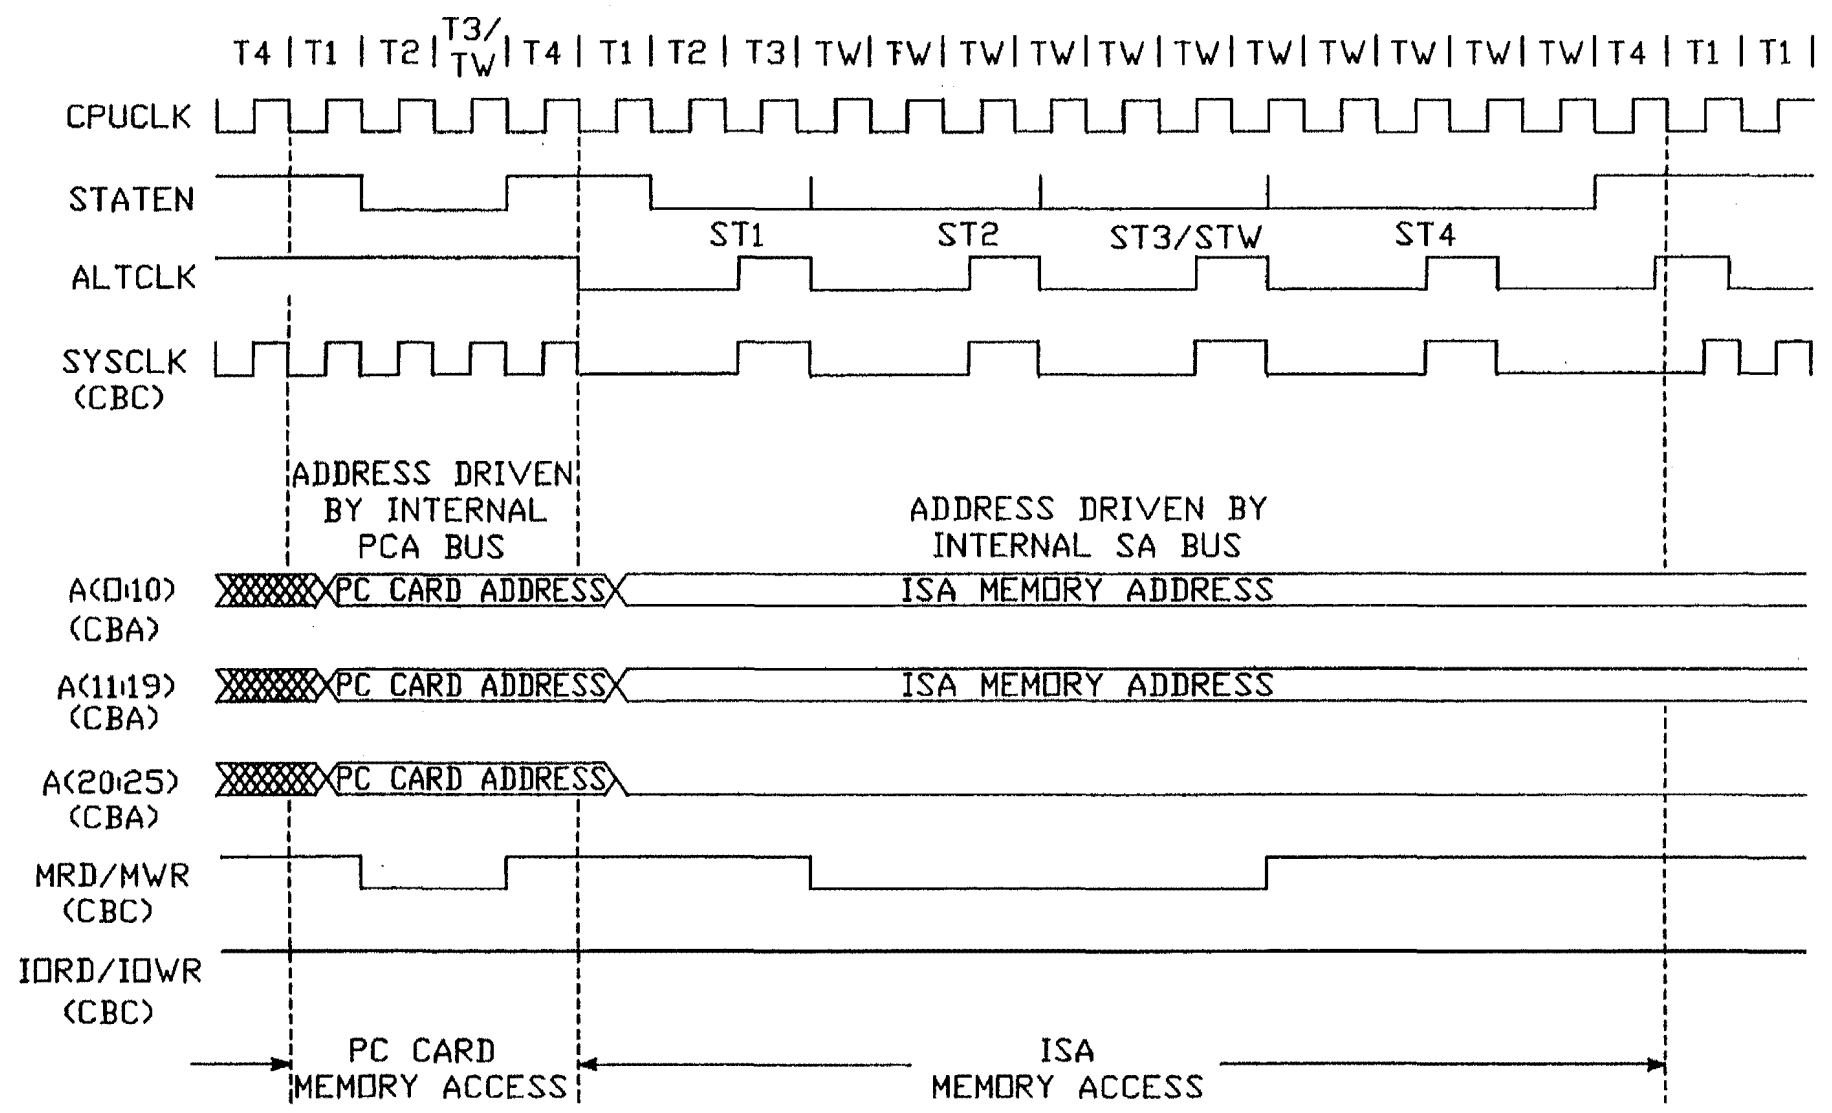 T4 | T1 | T2 | T3/TW | T4 | T1 | T2 | T3 | TW | TW | TW | TW | TW | TW | TW | TW | TW | TW | T4 | T1 | T1 |
CPUCLK
STATEN
ST1 ST2 ST3/STW ST4
ALTCLK
SYSCLK
(CBC)
ADDRESS DRIVEN
BY INTERNAL
PCA BUS
ADDRESS DRIVEN BY
INTERNAL SA BUS
A(0:10)
(CBA)
PC CARD ADDRESS
ISA MEMORY ADDRESS
A(11:19)
(CBA)
PC CARD ADDRESS
ISA MEMORY ADDRESS
A(20:25)
(CBA)
PC CARD ADDRESS
MRD/MWR
(CBC)
IORD/IOWR
(CBC)
PC CARD
MEMORY ACCESS
ISA
MEMORY ACCESS